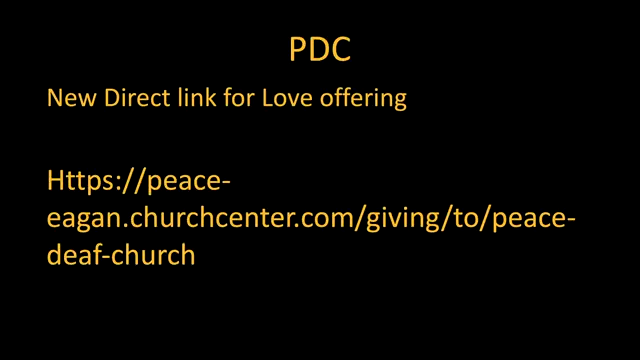 PDC
New Direct link for Love offering
Https://peace-
eagan.churchcenter.com/giving/to/peace-
deaf-church